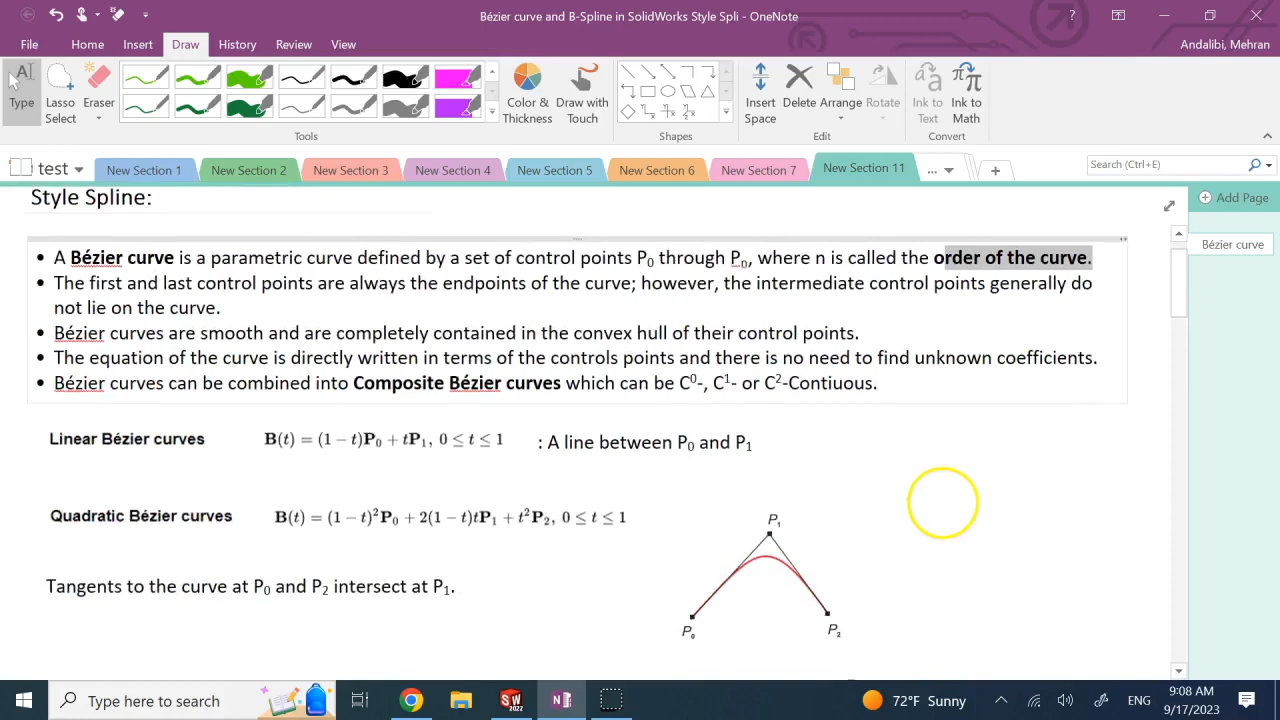 Bézier curve and B-Spline in SolidWorks Style Spli - OneNote
File Home Insert Draw History Review View
Andalibi, Mehran
Type
Lasso Select
Eraser
Color & Thickness
Draw with Touch
Insert Space
Delete
Arrange
Rotate
Ink to Text
Ink to Math
Tools
Shapes
Edit
Convert
test
New Section 1 New Section 2 New Section 3 New Section 4 New Section 5 New Section 6 New Section 7 New Section 11 ...
Search (Ctrl+E)
Add Page
Bézier curve
Style Spline:
• A Bézier curve is a parametric curve defined by a set of control points P₀ through Pₙ, where n is called the order of the curve.
• The first and last control points are always the endpoints of the curve; however, the intermediate control points generally do
not lie on the curve.
• Bézier curves are smooth and are completely contained in the convex hull of their control points.
• The equation of the curve is directly written in terms of the controls points and there is no need to find unknown coefficients.
• Bézier curves can be combined into Composite Bézier curves which can be C⁰-, C¹- or C²-Contiuous.
Linear Bézier curves B(t) = (1 − t)P₀ + tP₁, 0 ≤ t ≤ 1 : A line between P₀ and P₁
Quadratic Bézier curves B(t) = (1 − t)²P₀ + 2(1 − t)tP₁ + t²P₂, 0 ≤ t ≤ 1
P₁
Tangents to the curve at P₀ and P₂ intersect at P₁.
P₀ P₂
Type here to search
SW 2022
N
72°F Sunny
ENG
9:08 AM
9/17/2023